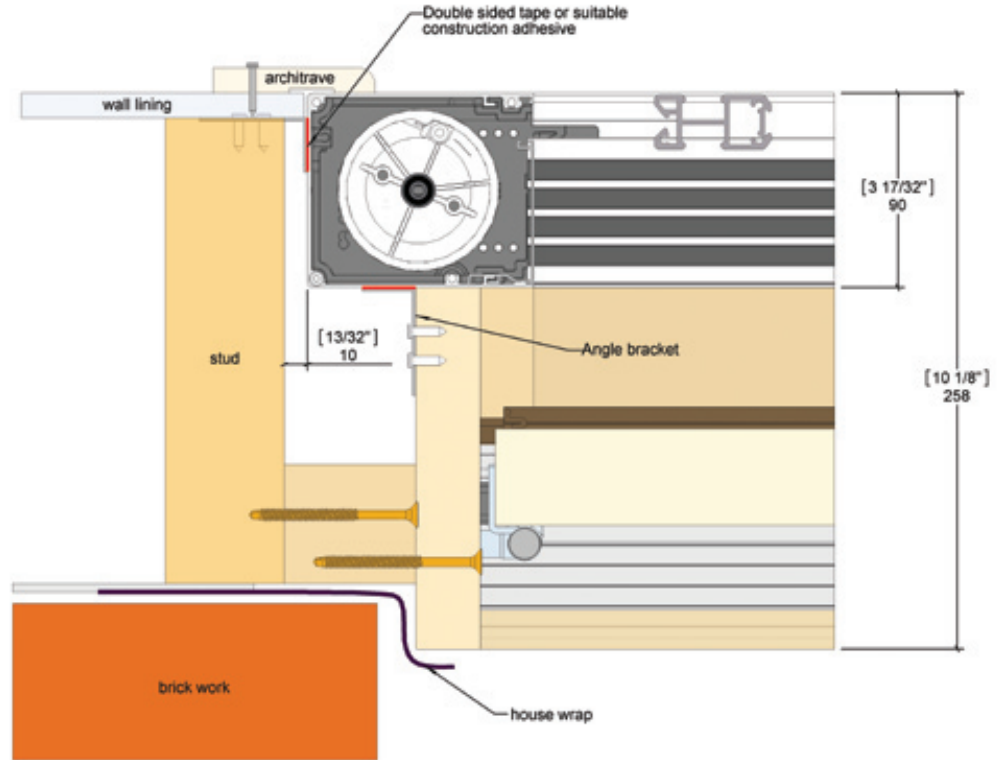 Double sided tape or suitable
construction adhesive
architrave
wall lining
[3 17/32"]
90
[13/32"]
10
stud
Angle bracket
[10 1/8"]
258
brick work
house wrap